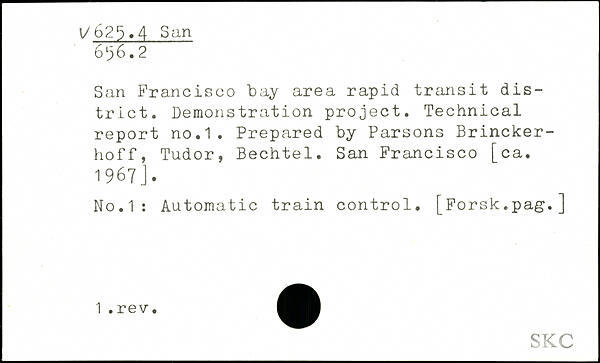 V 625.4 San
656.2
San Francisco bay area rapid transit dis-
trict. Demonstration project. Technical
report no.1. Prepared by Parsons Brincker-
hoff, Tudor, Bechtel. San Francisco [ca.
1967].
No.1: Automatic train control. [Forsk.pag.]
1.rev.
SKC